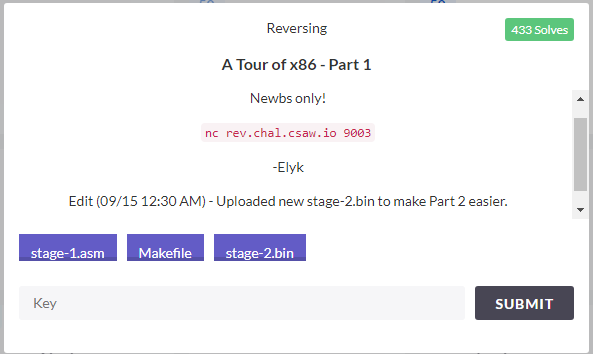 Reversing
433 Solves
A Tour of x86 - Part 1
Newbs only!
nc rev.chal.csaw.io 9003
-Elyk
Edit (09/15 12:30 AM) - Uploaded new stage-2.bin to make Part 2 easier.
stage-1.asm Makefile stage-2.bin
Key SUBMIT